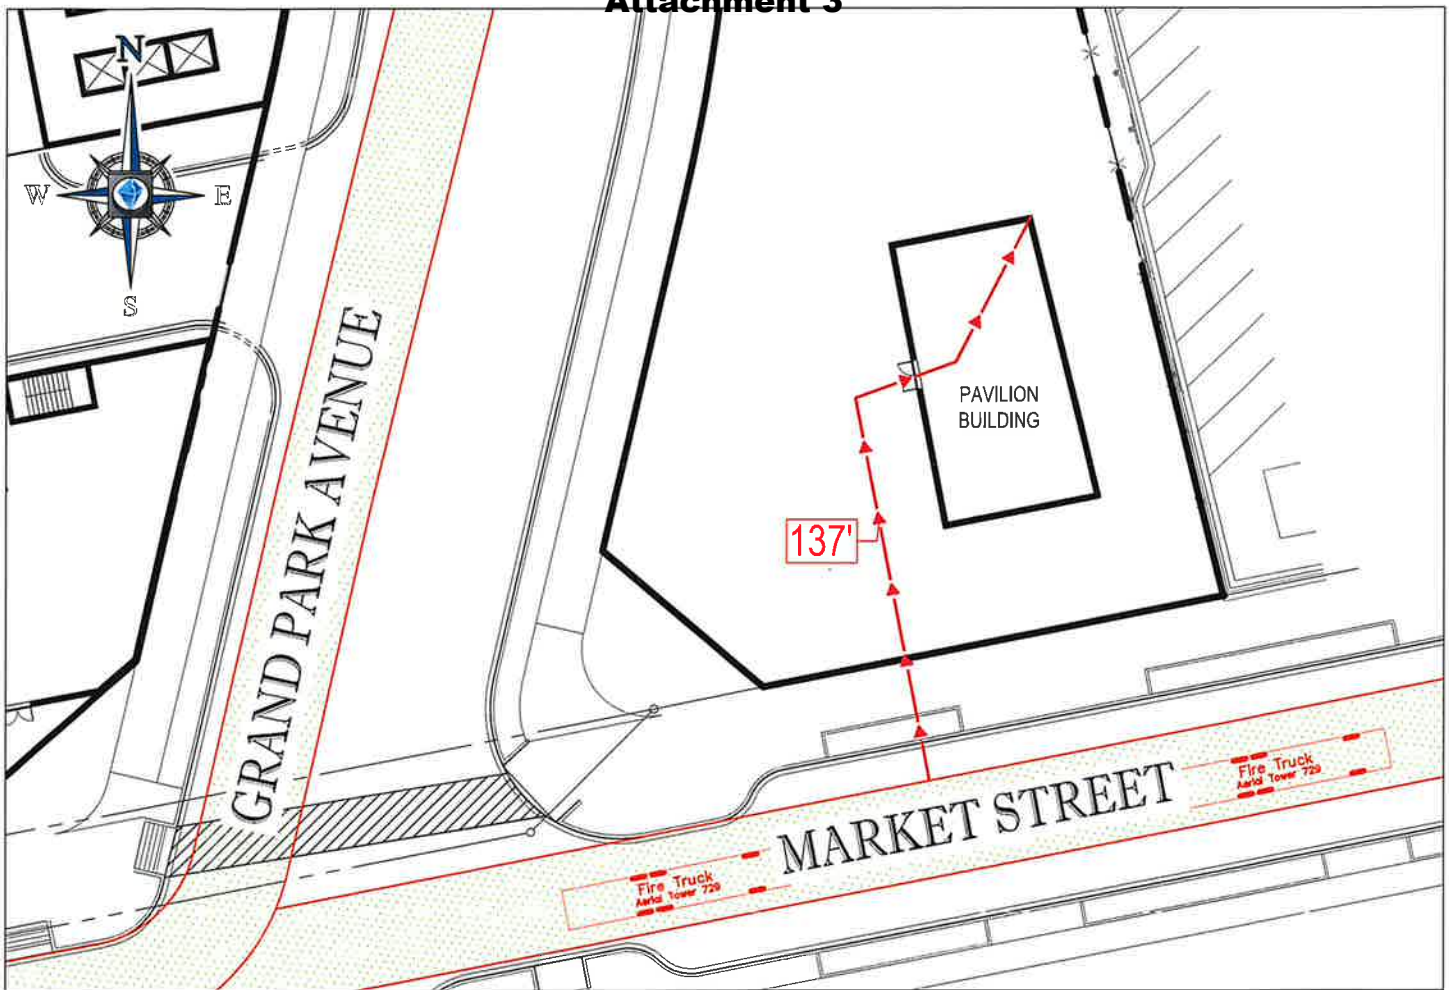 Attachment 3
N
W
E
S
GRAND PARK AVENUE
PAVILION
BUILDING
137'
MARKET STREET
Fire Truck
Aerial Tower 729
Fire Truck
Aerial Tower 729